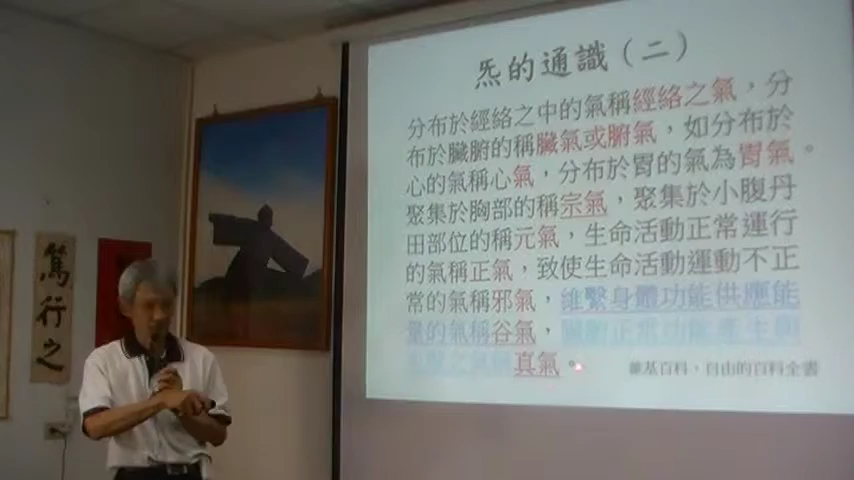 炁的通識(二)
分布於經絡之中的氣稱經絡之氣,分
布於臟腑的稱臟氣或腑氣,如分布於
心的氣稱心氣,分布於胃的氣為胃氣。
聚集於胸部的稱宗氣,聚集於小腹丹
田部位的稱元氣,生命活動正常運行
的氣稱正氣,致使生命活動運動不正
常的氣稱邪氣,維繫身體功能供應能
量的氣稱谷氣,正常功能產生
真氣。
維基百科,自由的百科全書
篤行之